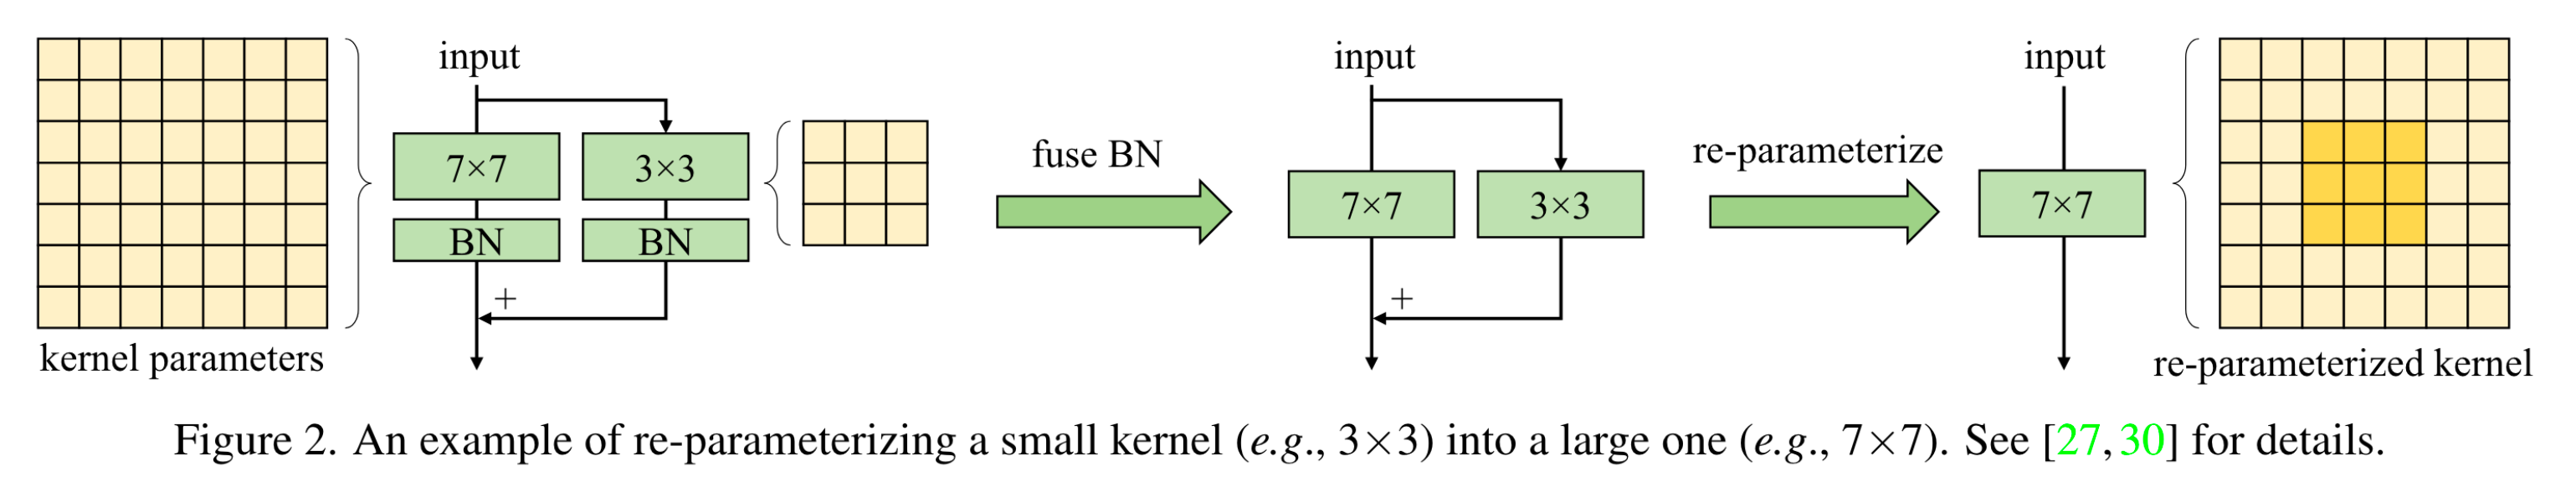 input
7×7
3×3
BN
BN
+
kernel parameters
fuse BN
input
7×7
3×3
+
re-parameterize
input
7×7
re-parameterized kernel
Figure 2. An example of re-parameterizing a small kernel (e.g., 3×3) into a large one (e.g., 7×7). See [27, 30] for details.